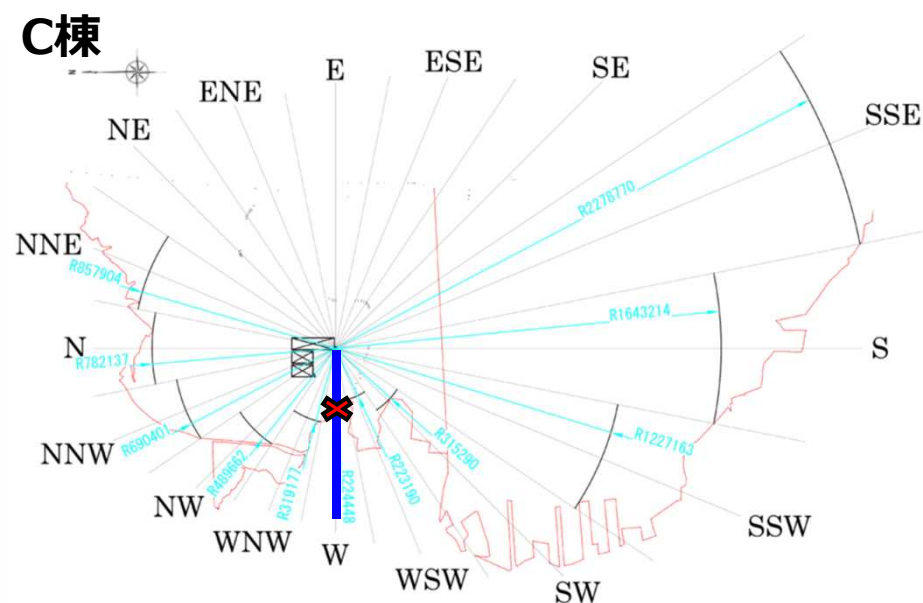 C棟
E
ENE
ESE
SE
NE
SSE
R2278770
NNE
R857904
R1643214
N
S
R782137
R690401
R489662
R319177
R224448
R223190
R315290
R1227163
NNW
NW
WNW
W
WSW
SW
SSW